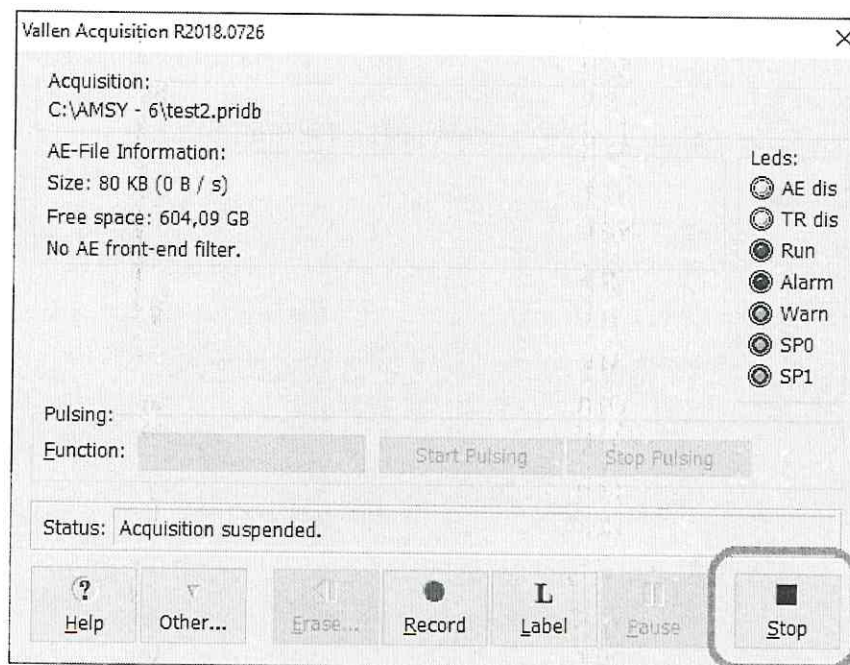 Vallen Acquisition R2018.0726
Acquisition:
C:\AMSY - 6\test2.pridb
AE-File Information:
Size: 80 KB (0 B / s)
Free space: 604,09 GB
No AE front-end filter.
Leds:
AE dis
TR dis
Run
Alarm
Warn
SP0
SP1
Pulsing:
Function:
Start Pulsing
Stop Pulsing
Status: Acquisition suspended.
Help
Other...
Erase...
Record
L
Label
Pause
Stop